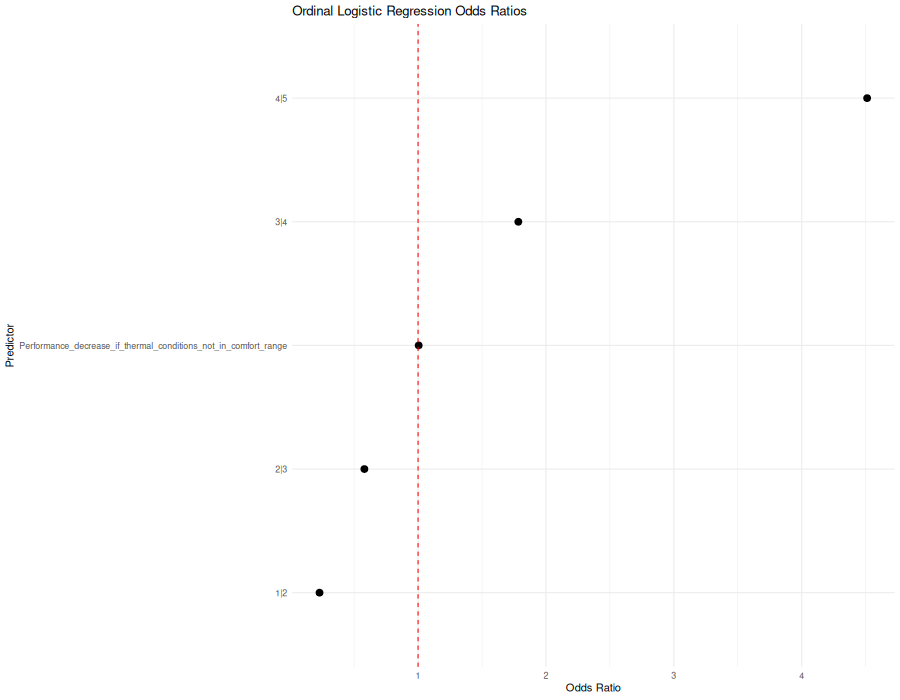 Ordinal Logistic Regression Odds Ratios
4|5
3|4
Performance_decrease_if_thermal_conditions_not_in_comfort_range
2|3
1|2
Predictor
1 2 3 4
Odds Ratio